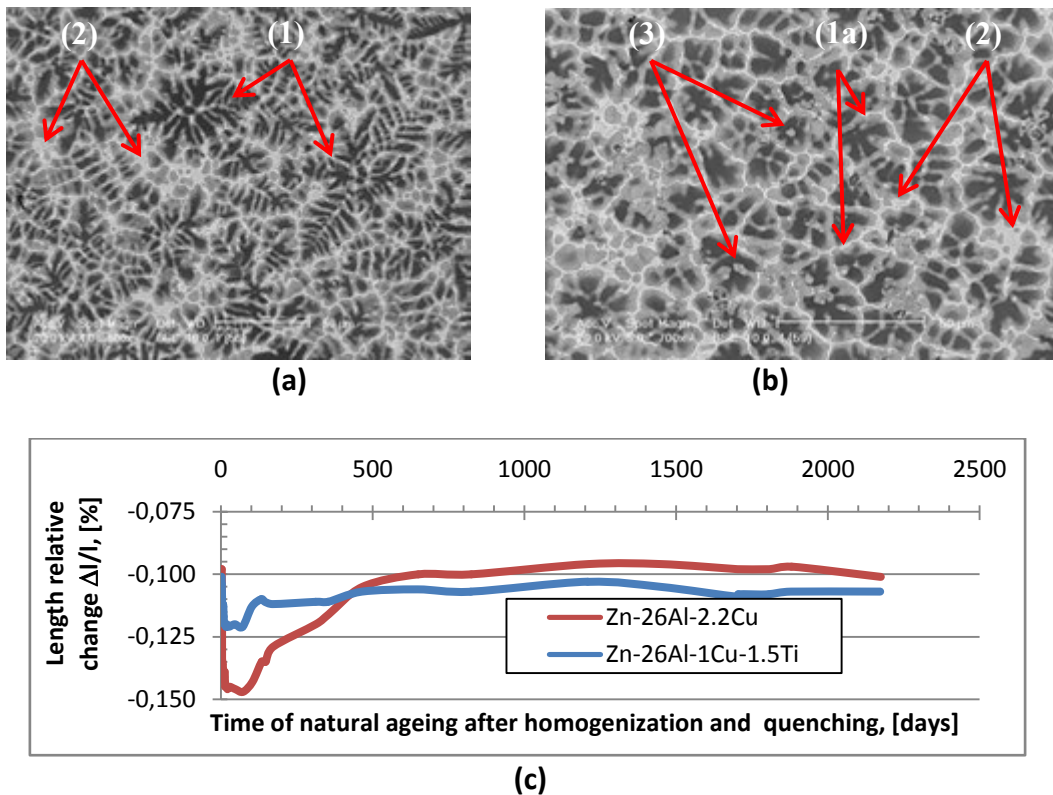 (2) (1)
(3) (1a) (2)
(a) (b)
0 500 1000 1500 2000 2500
-0,075
-0,100
-0,125
-0,150
Length relative
change Δl/l, [%]
Zn-26Al-2.2Cu
Zn-26Al-1Cu-1.5Ti
Time of natural ageing after homogenization and quenching, [days]
(c)